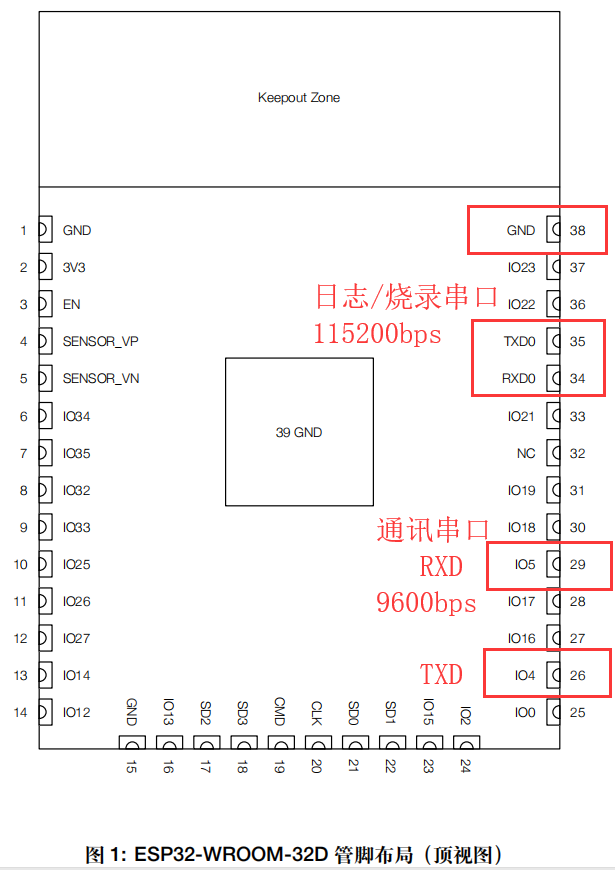 Keepout Zone
1 GND
2 3V3
3 EN
4 SENSOR_VP
5 SENSOR_VN
6 IO34
7 IO35
8 IO32
9 IO33
10 IO25
11 IO26
12 IO27
13 IO14
14 IO12
39 GND
GND 38
IO23 37
IO22 36
日志/烧录串口
115200bps
TXD0 35
RXD0 34
IO21 33
NC 32
IO19 31
IO18 30
通讯串口
RXD
9600bps
IO5 29
IO17 28
IO16 27
TXD
IO4 26
IO0 25
GND 15
IO13 16
SD2 17
SD3 18
CMD 19
CLK 20
SD0 21
SD1 22
IO15 23
IO2 24
图 1: ESP32-WROOM-32D 管脚布局（顶视图）